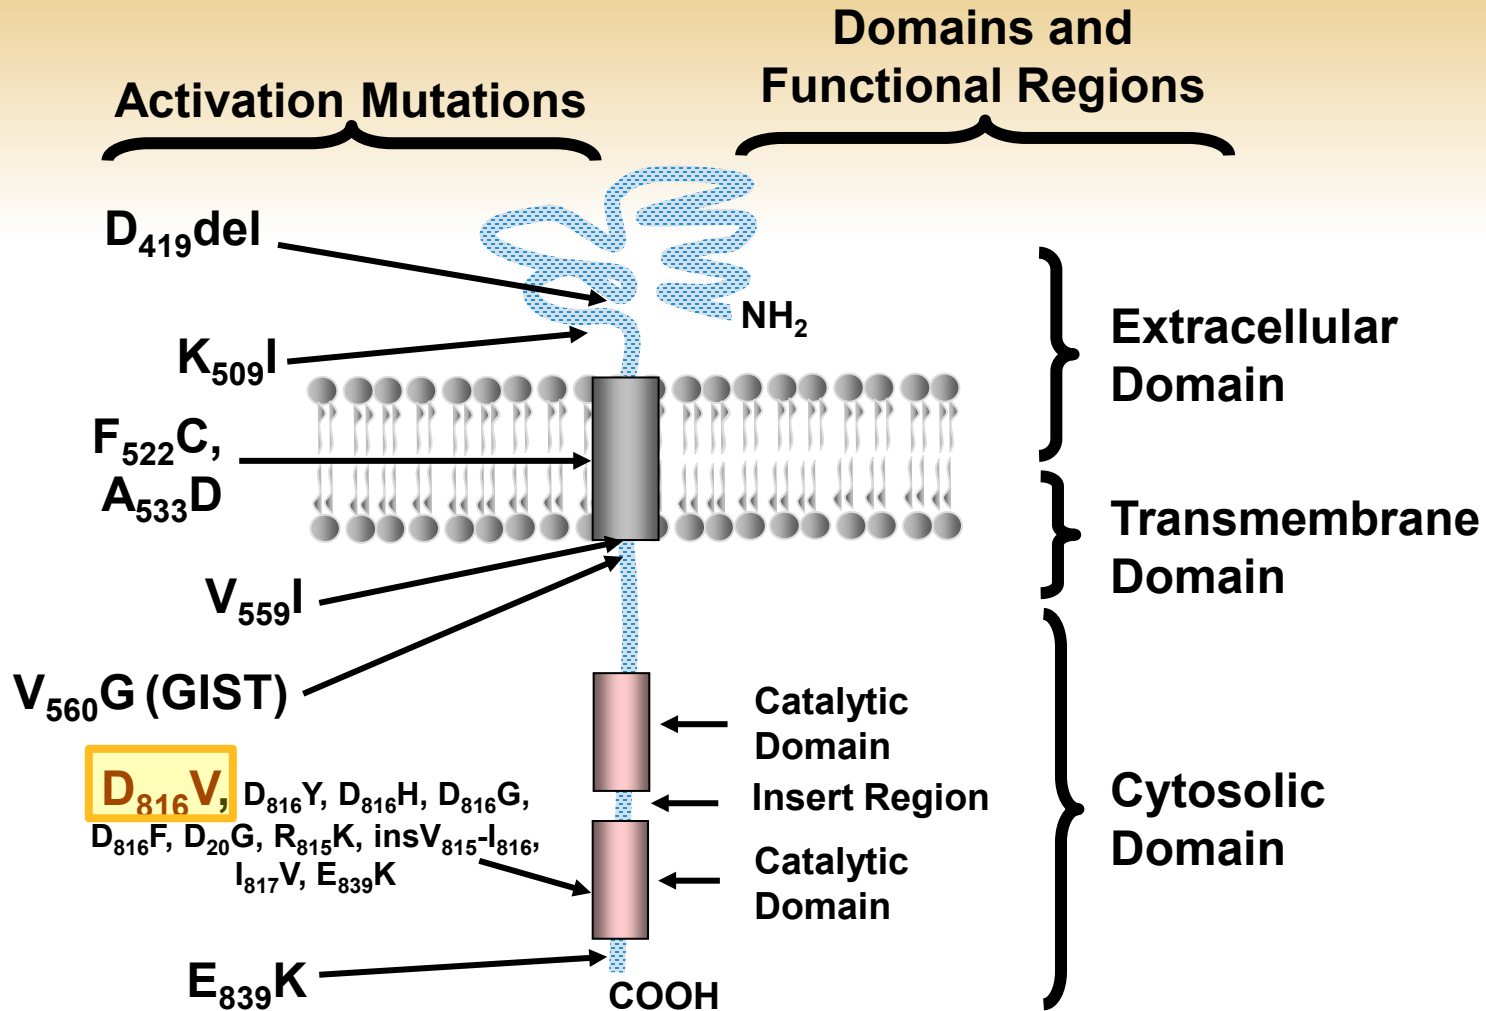 Activation Mutations
Domains and
Functional Regions
D₄₁₉del
K₅₀₉I
F₅₂₂C,
A₅₃₃D
V₅₅₉I
V₅₆₀G (GIST)
D₈₁₆V, D₈₁₆Y, D₈₁₆H, D₈₁₆G,
D₈₁₆F, D₂₀G, R₈₁₅K, insV₈₁₅-I₈₁₆,
I₈₁₇V, E₈₃₉K
E₈₃₉K
NH₂
COOH
Catalytic
Domain
Insert Region
Catalytic
Domain
Extracellular
Domain
Transmembrane
Domain
Cytosolic
Domain